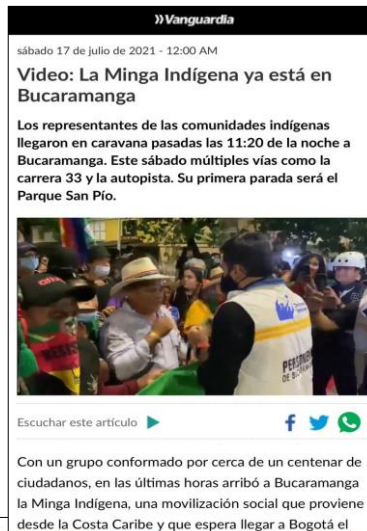 Vanguardia
sábado 17 de julio de 2021 - 12:00 AM
Video: La Minga Indígena ya está en
Bucaramanga
Los representantes de las comunidades indígenas
llegaron en caravana pasadas las 11:20 de la noche a
Bucaramanga. Este sábado múltiples vías como la
carrera 33 y la autopista. Su primera parada será el
Parque San Pío.
PERSONERÍA
Escuchar este artículo
Con un grupo conformado por cerca de un centenar de
ciudadanos, en las últimas horas arribó a Bucaramanga
la Minga Indígena, una movilización social que proviene
desde la Costa Caribe y que espera llegar a Bogotá el